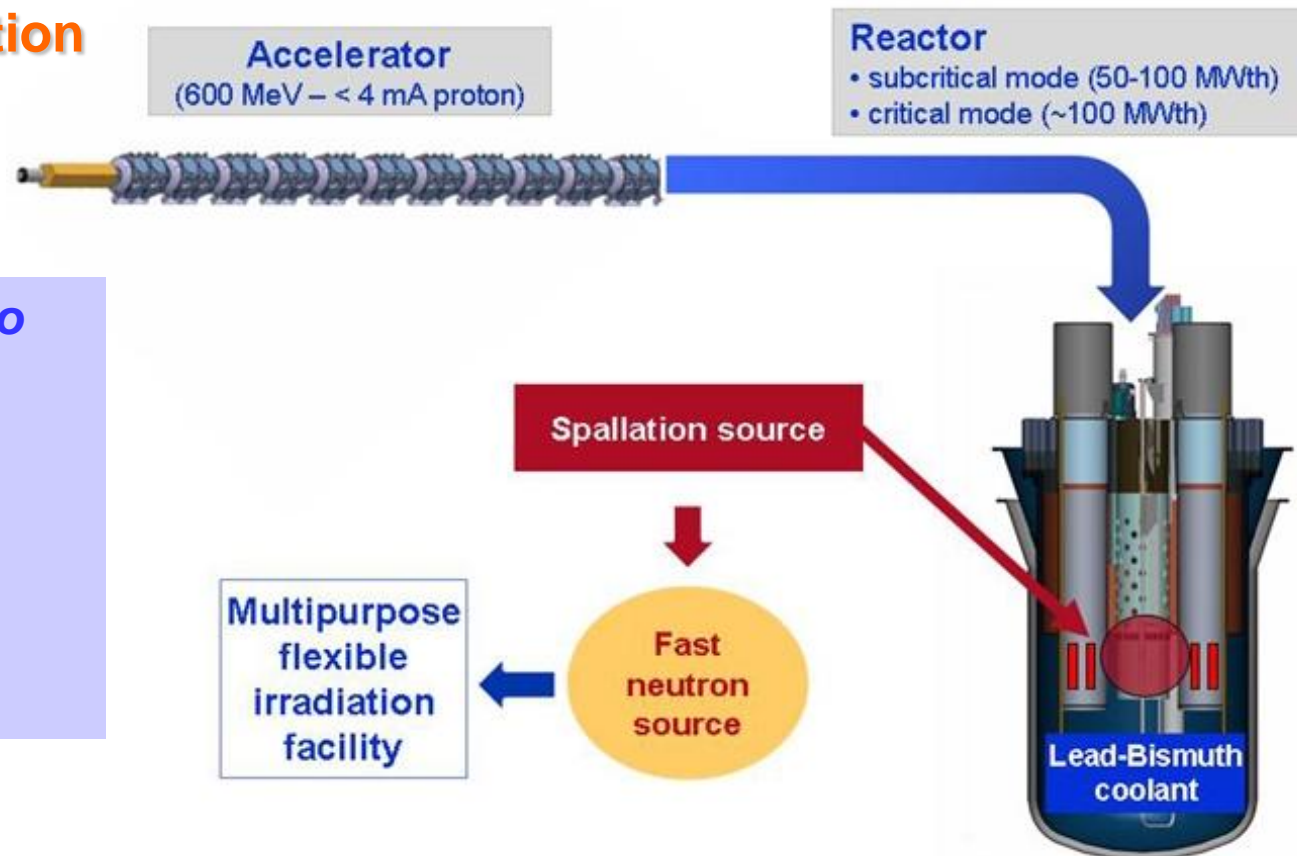 tion
Accelerator
(600 MeV – < 4 mA proton)
Reactor
• subcritical mode (50-100 MWth)
• critical mode (~100 MWth)
o
Spallation source
Multipurpose
flexible
irradiation
facility
Fast
neutron
source
Lead-Bismuth
coolant